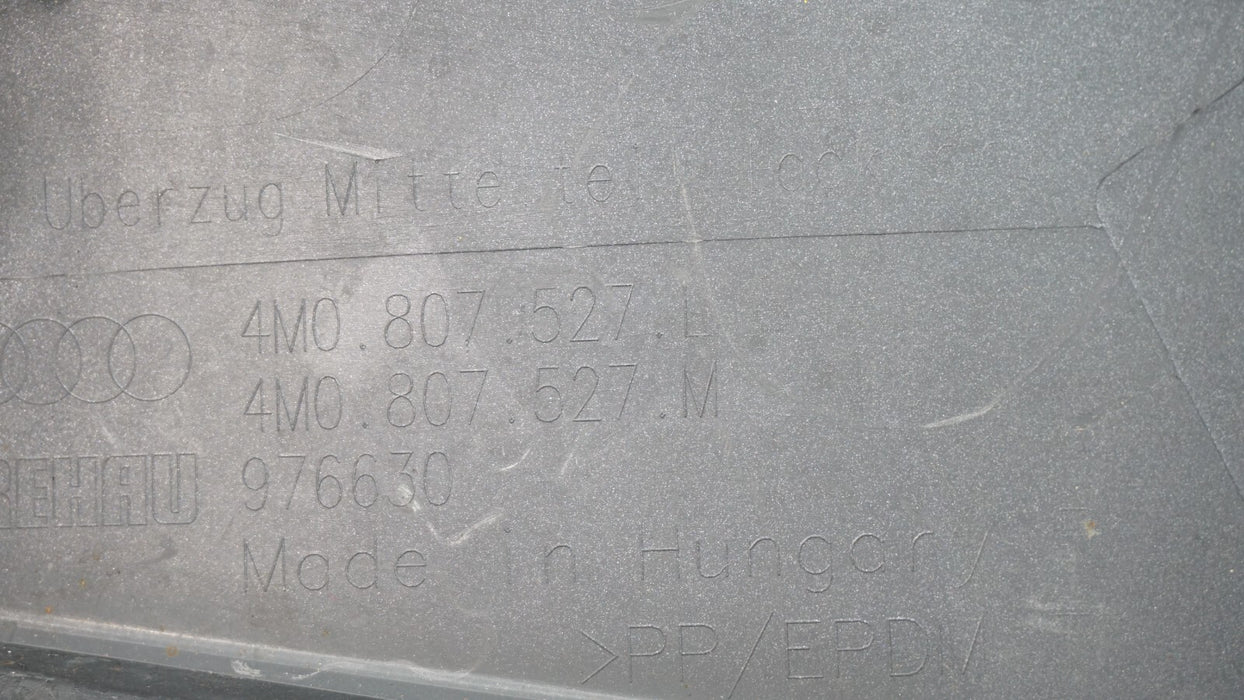 Uberzug Mitte
4M0.807.527.L
4M0.807.527.M
REHAU 976630
Made in Hungary
>PP/EPDM